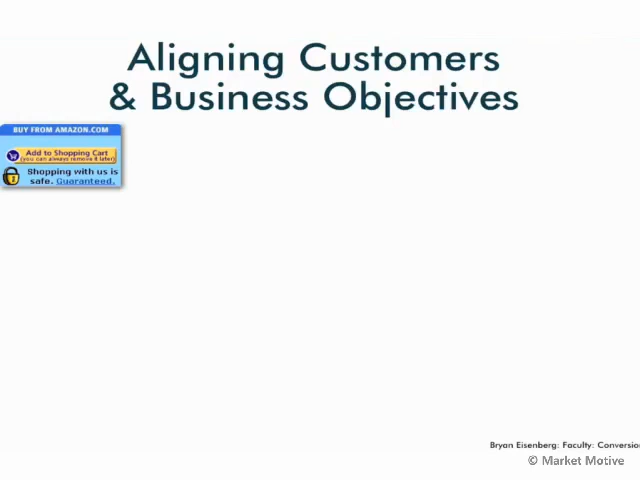 Aligning Customers
& Business Objectives
BUY FROM AMAZON.COM
Add to Shopping Cart
(you can always remove it later)
Shopping with us is
safe. Guaranteed.
Bryan Eisenberg: Faculty: Conversion
© Market Motive